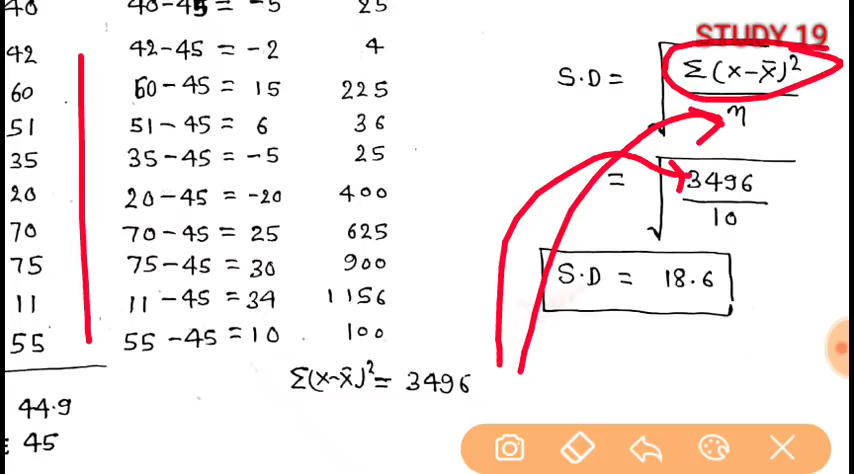 STUDY 19
40 40-45 = -5 25
42 42-45 = -2 4
60 60-45 = 15 225
51 51-45 = 6 36
35 35-45 = -5 25
20 20-45 = -20 400
70 70-45 = 25 625
75 75-45 = 30 900
11 11-45 = 34 1156
55 55-45 = 10 100
44.9
= 45
Σ(x-x̄)² = 3496
S.D = √Σ(x-x̄)²/n
= √3496/10
S.D = 18.6